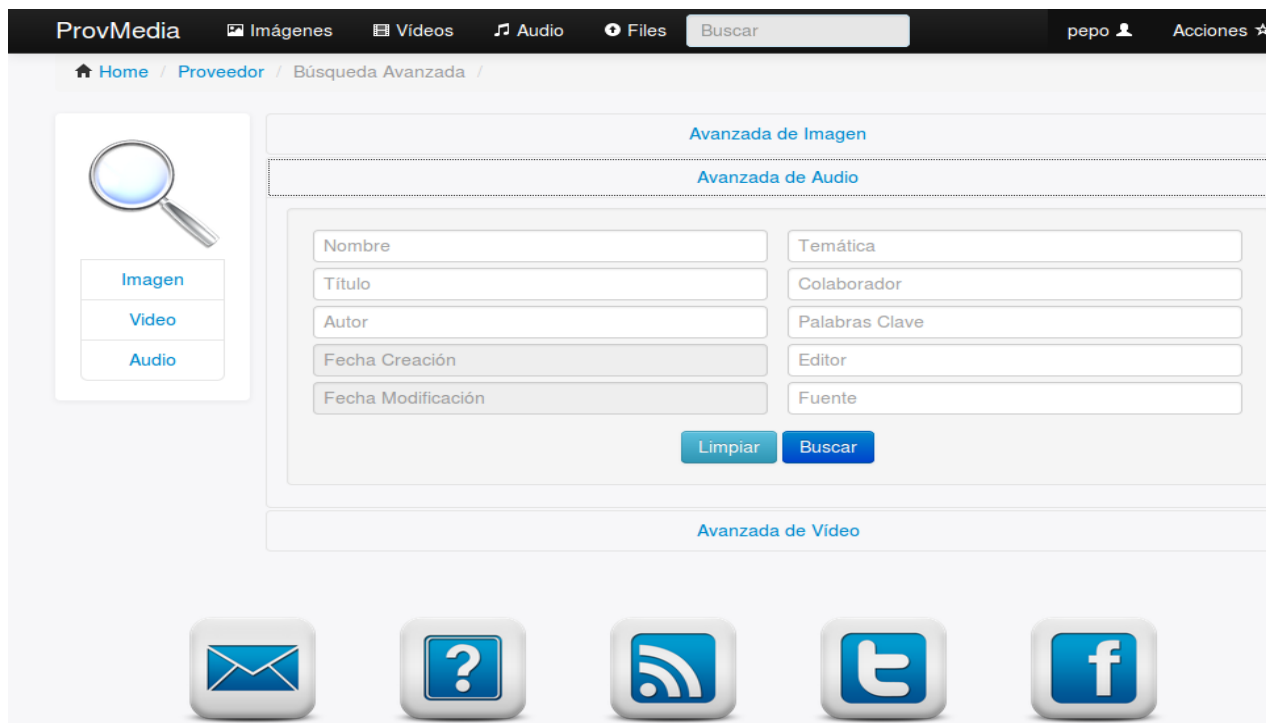 ProvMedia Imágenes Vídeos Audio Files Buscar pepo Acciones
Home / Proveedor / Búsqueda Avanzada /
Imagen
Video
Audio
Avanzada de Imagen
Avanzada de Audio
Nombre Temática
Título Colaborador
Autor Palabras Clave
Fecha Creación Editor
Fecha Modificación Fuente
Limpiar Buscar
Avanzada de Vídeo